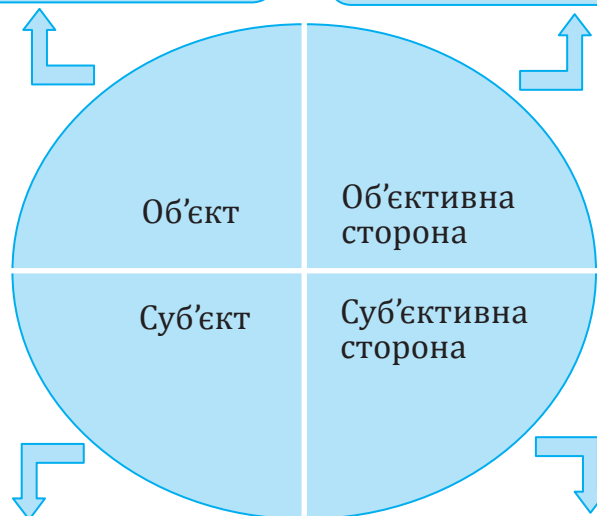 Об’єкт
Об’єктивна
сторона
Суб’єкт
Суб’єктивна
сторона